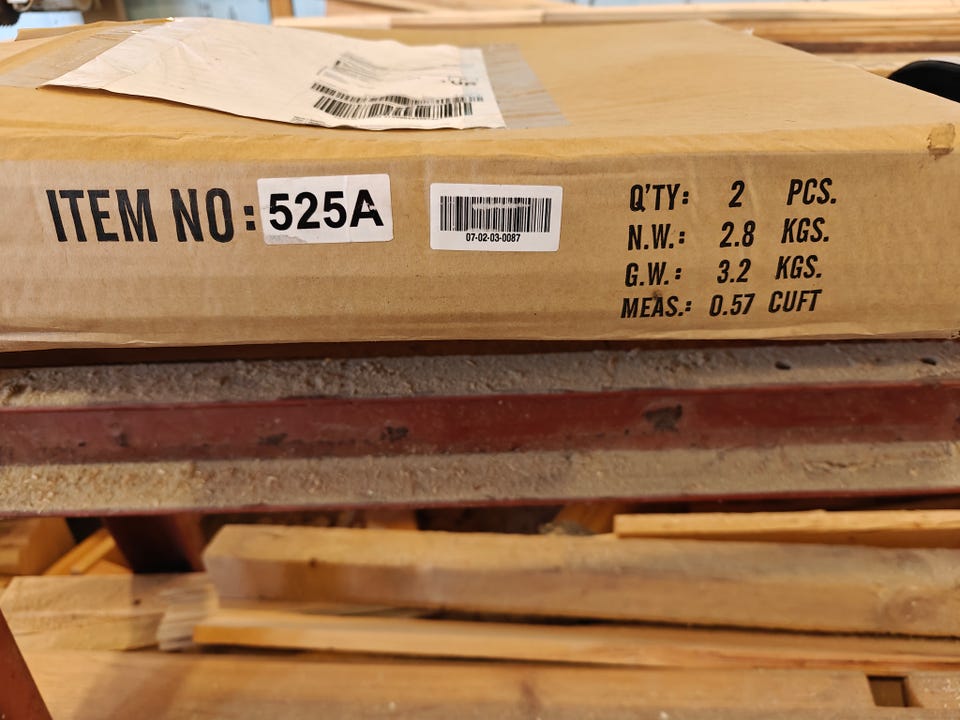 ITEM NO: 525A
07-02-03-0087
Q'TY: 2 PCS.
N.W.: 2.8 KGS.
G.W.: 3.2 KGS.
MEAS.: 0.57 CUFT